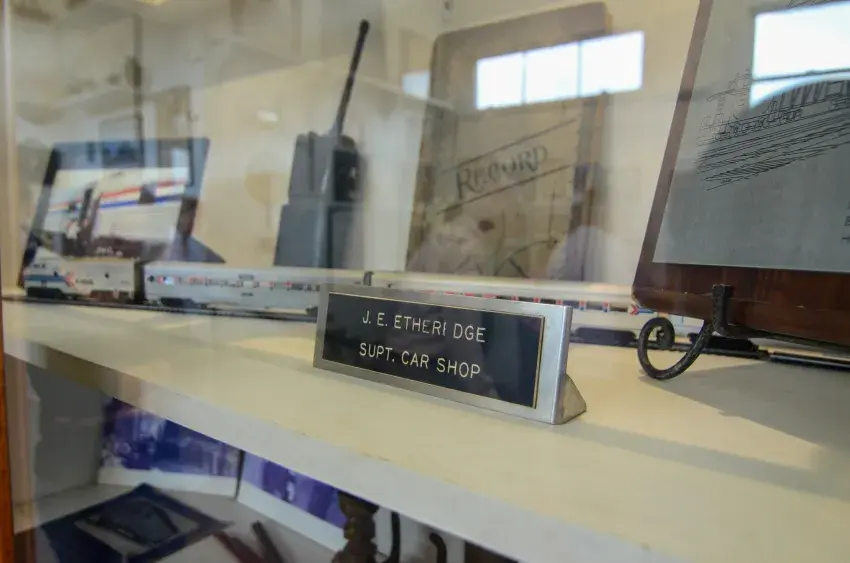 RECORD
J. E. ETHERI DGE
SUPT. CAR SHOP